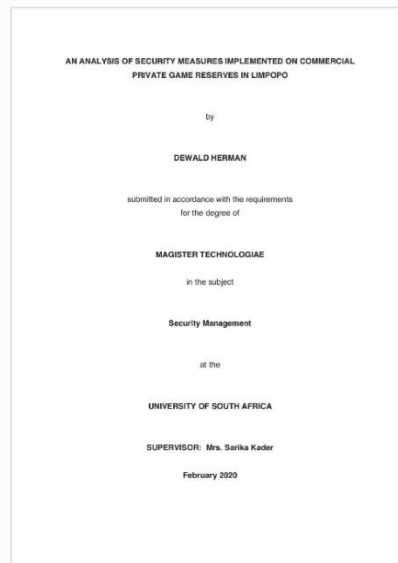 AN ANALYSIS OF SECURITY MEASURES IMPLEMENTED ON COMMERCIAL
PRIVATE GAME RESERVES IN LIMPOPO
by
DEWALD HERMAN
submitted in accordance with the requirements
for the degree of
MAGISTER TECHNOLOGIAE
in the subject
Security Management
at the
UNIVERSITY OF SOUTH AFRICA
SUPERVISOR: Mrs. Sarika Kader
February 2020